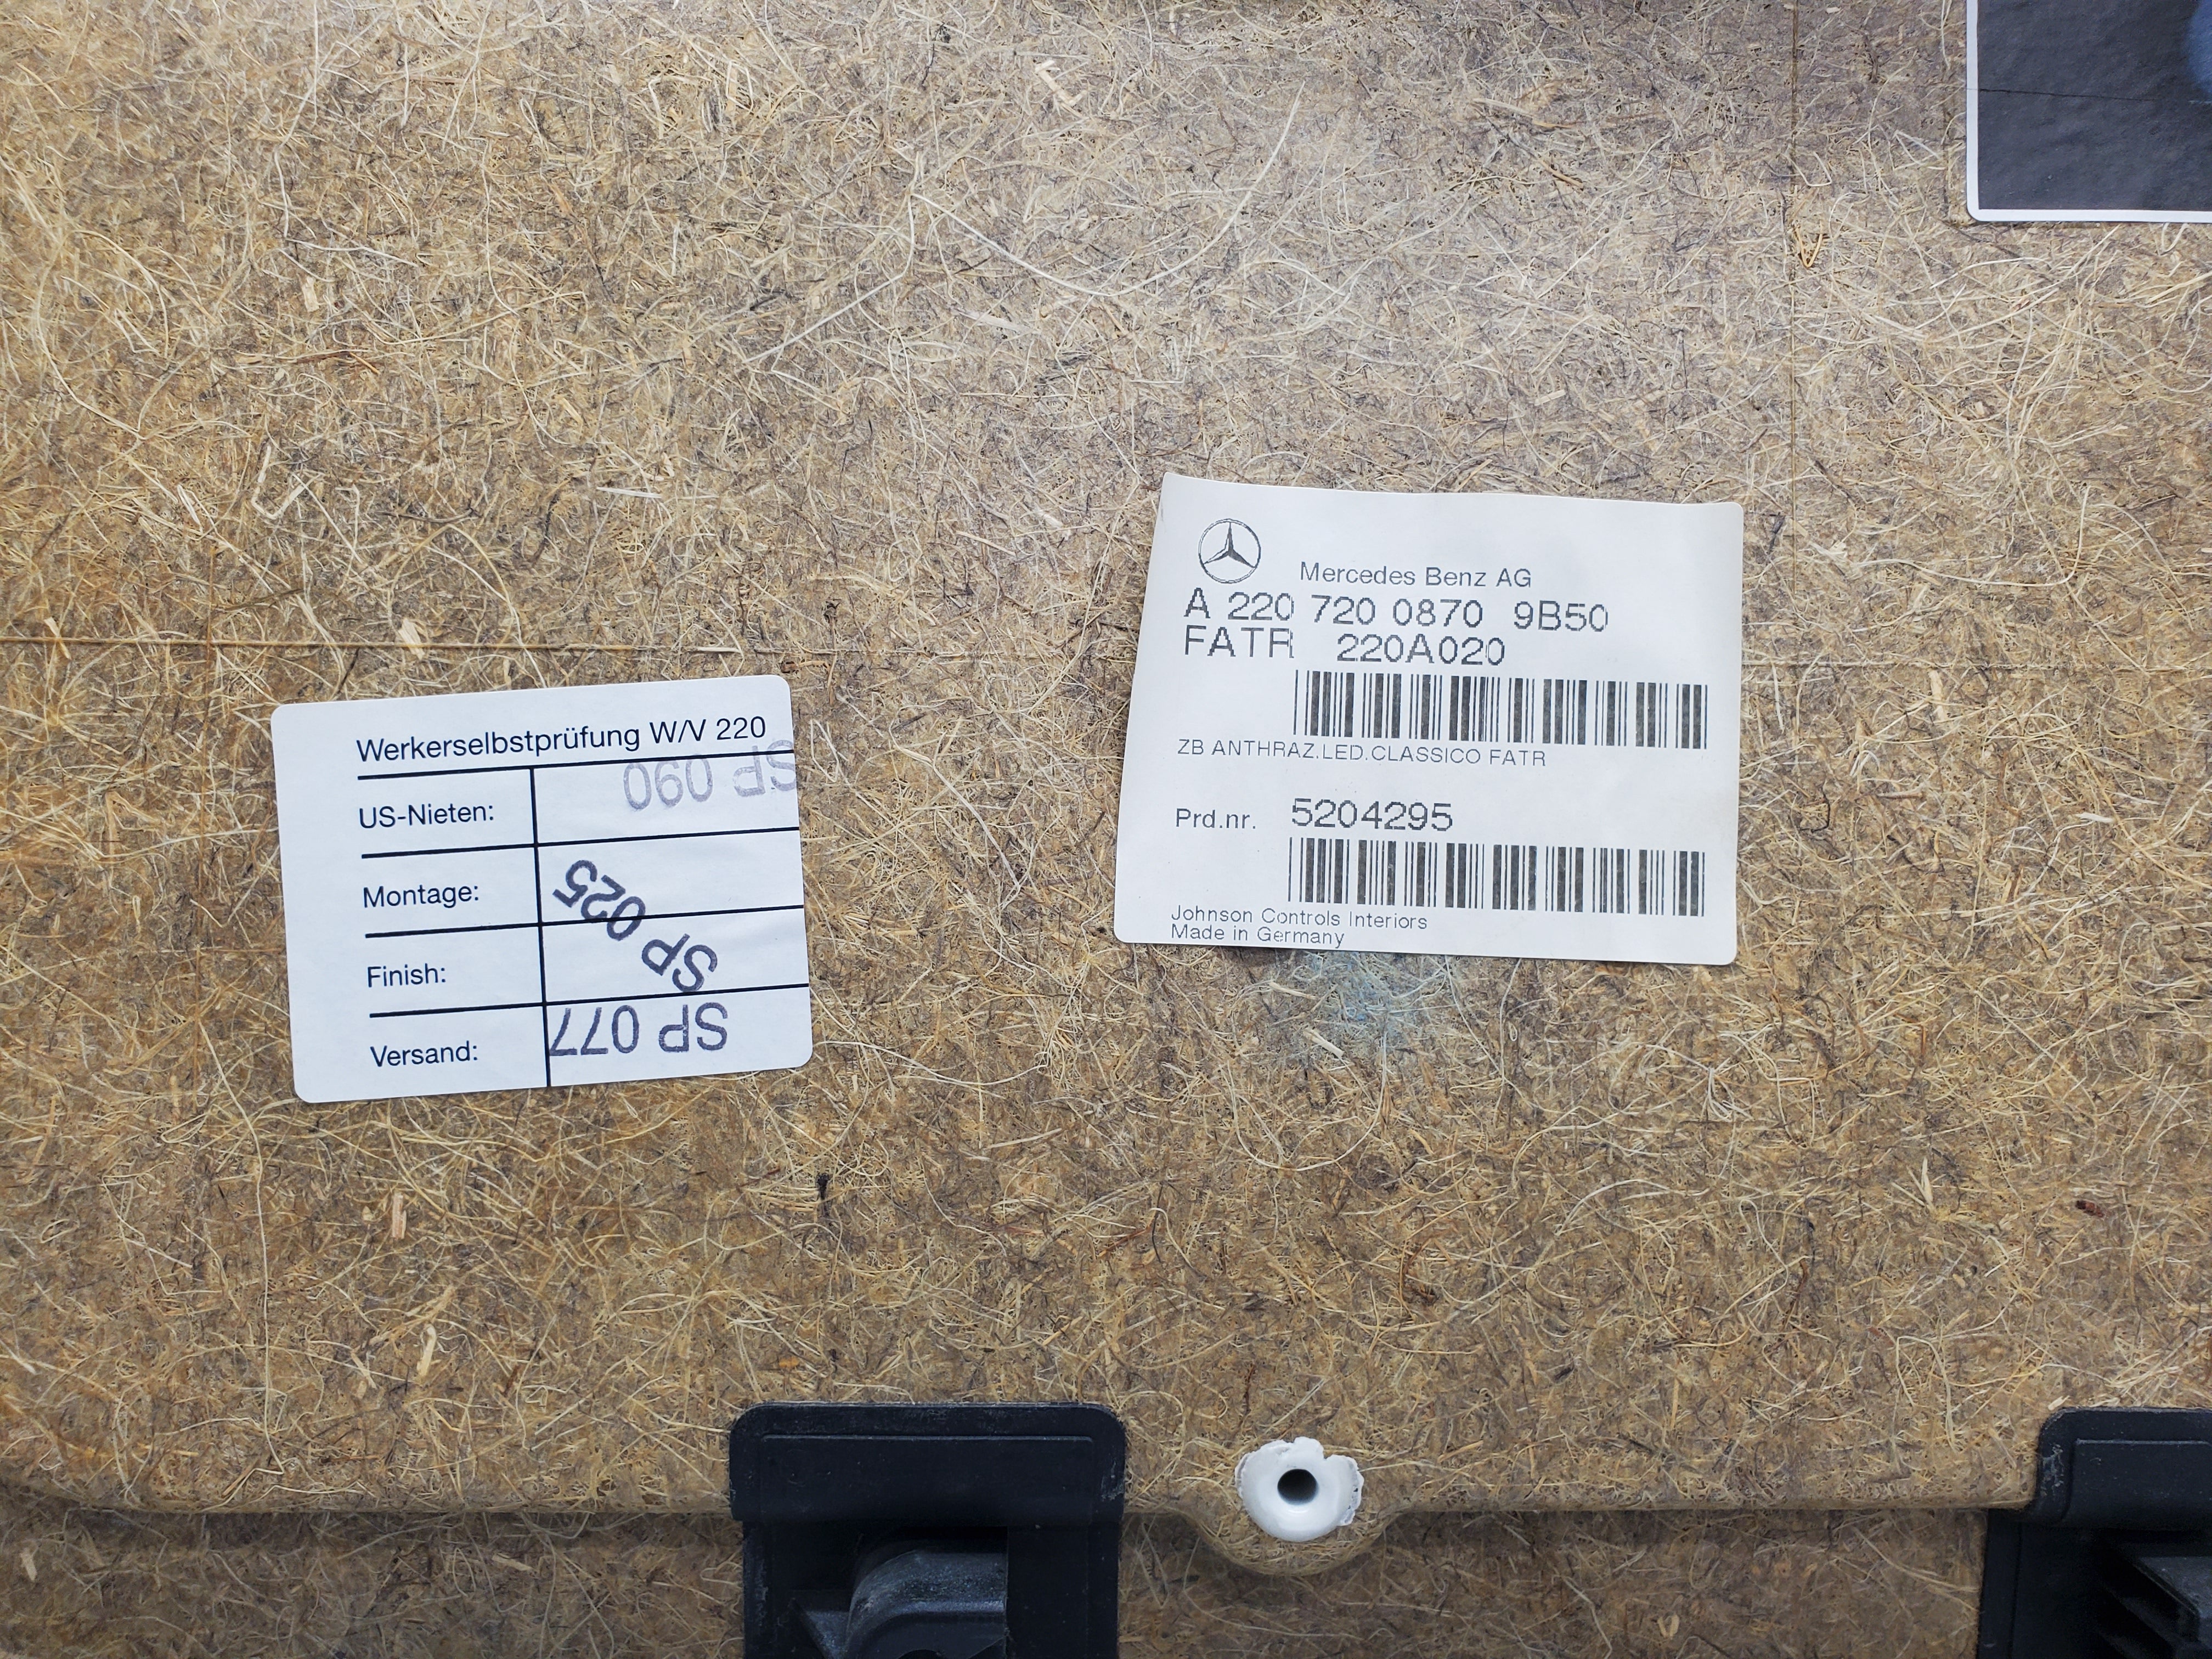 Werkerselbstprüfung W/V 220
US-Nieten: SP 090
Montage: SP 025
Finish:
Versand: SP 077
Mercedes Benz AG
A 220 720 0870 9B50
FATR 220A020
ZB ANTHRAZ.LED.CLASSICO FATR
Prd.nr. 5204295
Johnson Controls Interiors
Made in Germany